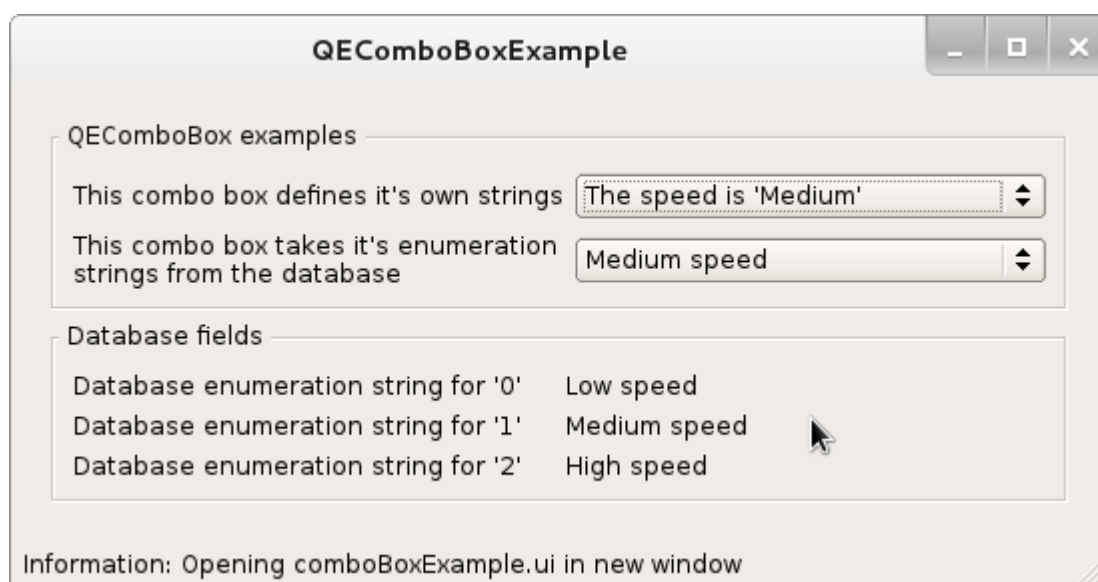 QEComboBoxExample
QEComboBox examples
This combo box defines it's own strings The speed is 'Medium'
This combo box takes it's enumeration
strings from the database
Medium speed
Database fields
Database enumeration string for '0' Low speed
Database enumeration string for '1' Medium speed
Database enumeration string for '2' High speed
Information: Opening comboBoxExample.ui in new window